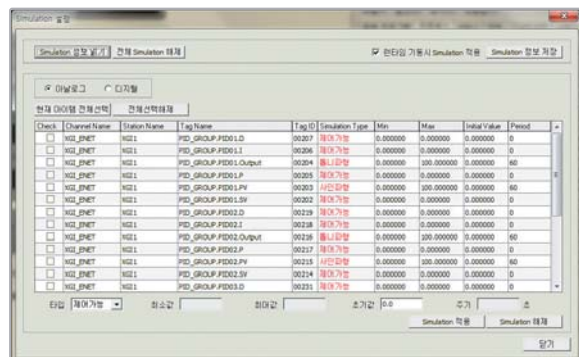 Simulation 설정
Simulation 정보 읽기 전체 Simulation 해제 런타임 가동시 Simulation 적용 Simulation 정보 저장
아날로그 디지털
현재 아이템 전체선택 전체선택해제
Check Channel Name Station Name Tag Name Tag ID Simulation Type Min Max Initial Value Period
XGI_ENET XGI1 PID_GROUP.PID01.D 00207 제어가능 0.000000 0.000000 0.000000 0
XGI_ENET XGI1 PID_GROUP.PID01.I 00206 제어가능 0.000000 0.000000 0.000000 0
XGI_ENET XGI1 PID_GROUP.PID01.Output 00204 톱니파형 0.000000 100.000000 0.000000 60
XGI_ENET XGI1 PID_GROUP.PID01.P 00205 제어가능 0.000000 0.000000 0.000000 0
XGI_ENET XGI1 PID_GROUP.PID01.PV 00203 사인파형 0.000000 100.000000 0.000000 60
XGI_ENET XGI1 PID_GROUP.PID01.SV 00202 제어가능 0.000000 0.000000 0.000000 0
XGI_ENET XGI1 PID_GROUP.PID02.D 00219 제어가능 0.000000 0.000000 0.000000 0
XGI_ENET XGI1 PID_GROUP.PID02.I 00218 제어가능 0.000000 0.000000 0.000000 0
XGI_ENET XGI1 PID_GROUP.PID02.Output 00216 톱니파형 0.000000 100.000000 0.000000 60
XGI_ENET XGI1 PID_GROUP.PID02.P 00217 제어가능 0.000000 0.000000 0.000000 0
XGI_ENET XGI1 PID_GROUP.PID02.PV 00215 사인파형 0.000000 100.000000 0.000000 60
XGI_ENET XGI1 PID_GROUP.PID02.SV 00214 제어가능 0.000000 0.000000 0.000000 0
XGI_ENET XGI1 PID_GROUP.PID03.D 00231 제어가능 0.000000 0.000000 0.000000 0
타입 제어가능 최소값 최대값 초기값 0.0 주기 초
Simulation 적용 Simulation 해제
닫기